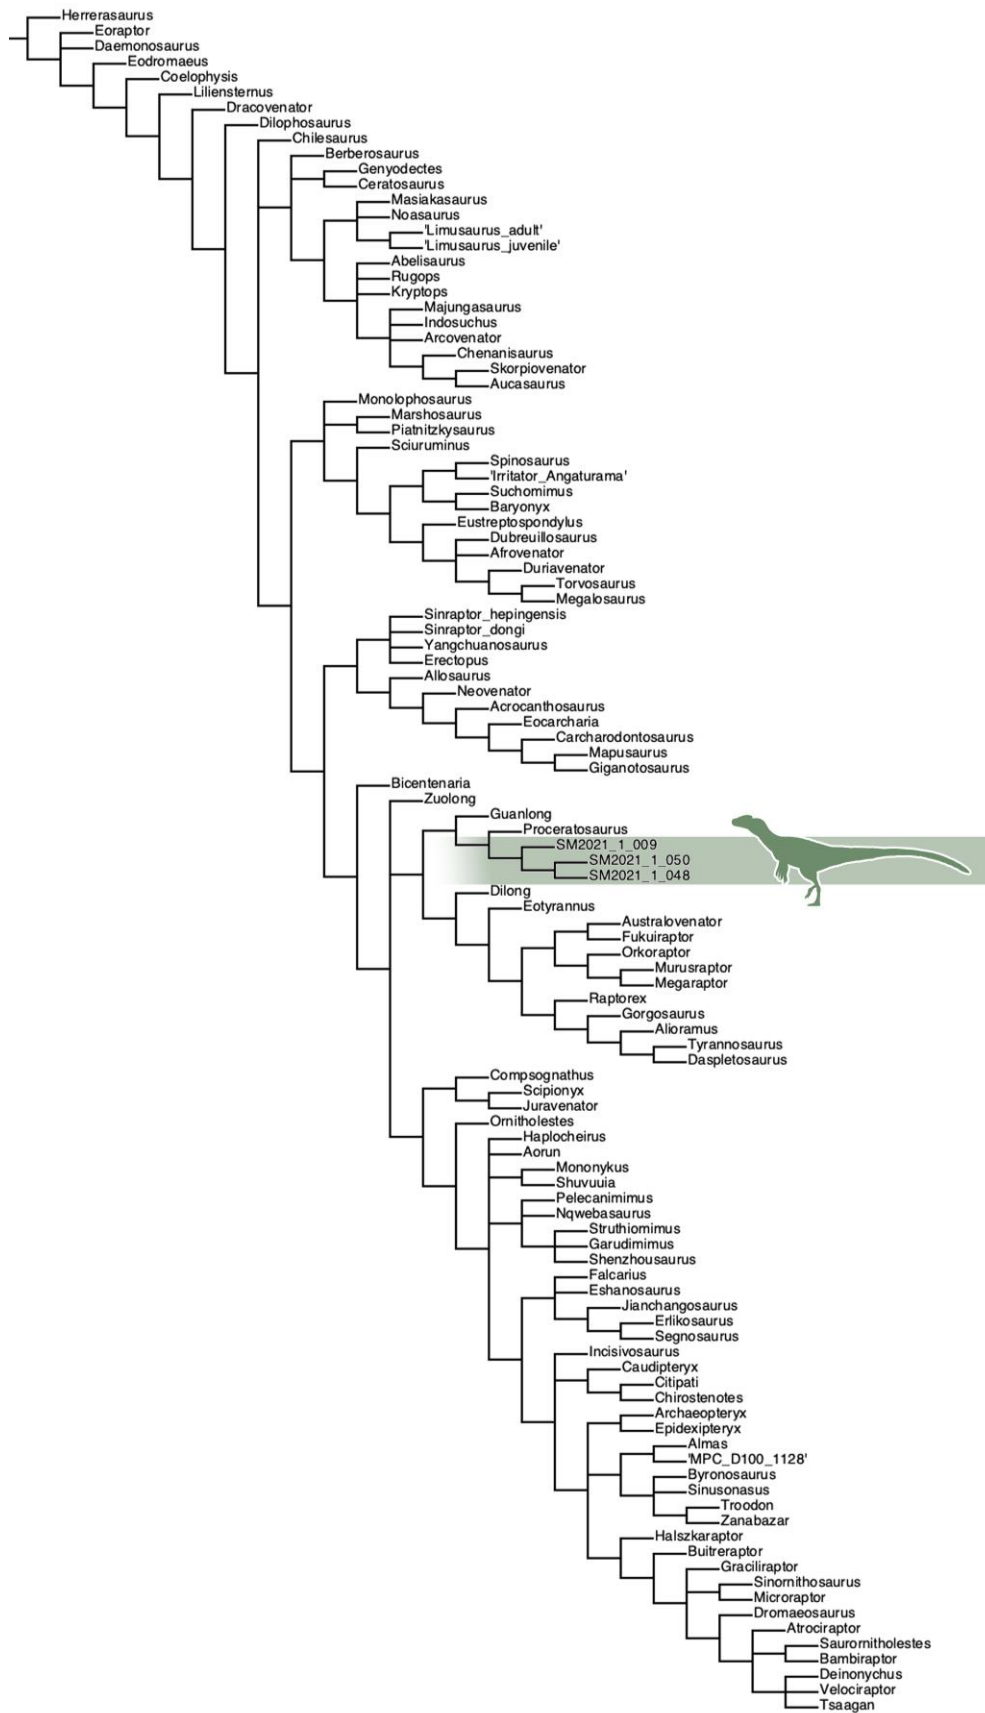 Herrerasaurus
Eoraptor
Daemonosaurus
Eodromaeus
Coelophysis
Liliensternus
Dracovenator
Dilophosaurus
Chilesaurus
Berberosaurus
Genyodectes
Ceratosaurus
Masiakasaurus
Noasaurus
'Limusaurus_adult'
'Limusaurus_juvenile'
Abelisaurus
Rugops
Kryptops
Majungasaurus
Indosuchus
Arcovenator
Chenanisaurus
Skorpiovenator
Aucasaurus
Monolophosaurus
Marshosaurus
Piatnitzkysaurus
Sciuruminus
Spinosaurus
'Irritator_Angaturama'
Suchomimus
Baryonyx
Eustreptospondylus
Dubreuillosaurus
Afrovenator
Duriavenator
Torvosaurus
Megalosaurus
Sinraptor_hepingensis
Sinraptor_dongi
Yangchuanosaurus
Erectopus
Allosaurus
Neovenator
Acrocanthosaurus
Eocarcharia
Carcharodontosaurus
Mapusaurus
Giganotosaurus
Bicentenaria
Zuolong
Guanlong
Proceratosaurus
SM2021_1_009
SM2021_1_050
SM2021_1_048
Dilong
Eotyrannus
Australovenator
Fukuiraptor
Orkoraptor
Murusraptor
Megaraptor
Raptorex
Gorgosaurus
Alioramus
Tyrannosaurus
Daspletosaurus
Compsognathus
Scipionyx
Juravenator
Ornitholestes
Haplocheirus
Aorun
Mononykus
Shuvuuia
Pelecanimimus
Nqwebasaurus
Struthiomimus
Garudimimus
Shenzhousaurus
Falcarius
Eshanosaurus
Jianchangosaurus
Erlikosaurus
Segnosaurus
Incisivosaurus
Caudipteryx
Citipati
Chirostenotes
Archaeopteryx
Epidexipteryx
Almas
'MPC_D100_1128'
Byronosaurus
Sinusonasus
Troodon
Zanabazar
Halszkaraptor
Buitreraptor
Graciliraptor
Sinornithosaurus
Microraptor
Dromaeosaurus
Atrociraptor
Saurornitholestes
Bambiraptor
Deinonychus
Velociraptor
Tsaagan